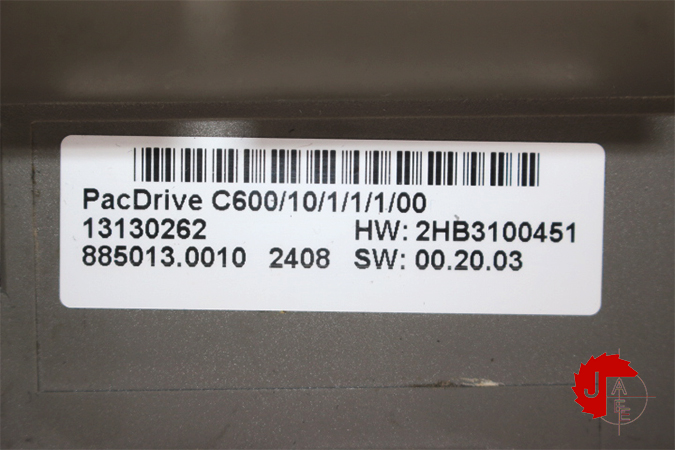 PacDrive C600/10/1/1/1/00
13130262 HW: 2HB3100451
885013.0010 2408 SW: 00.20.03
J